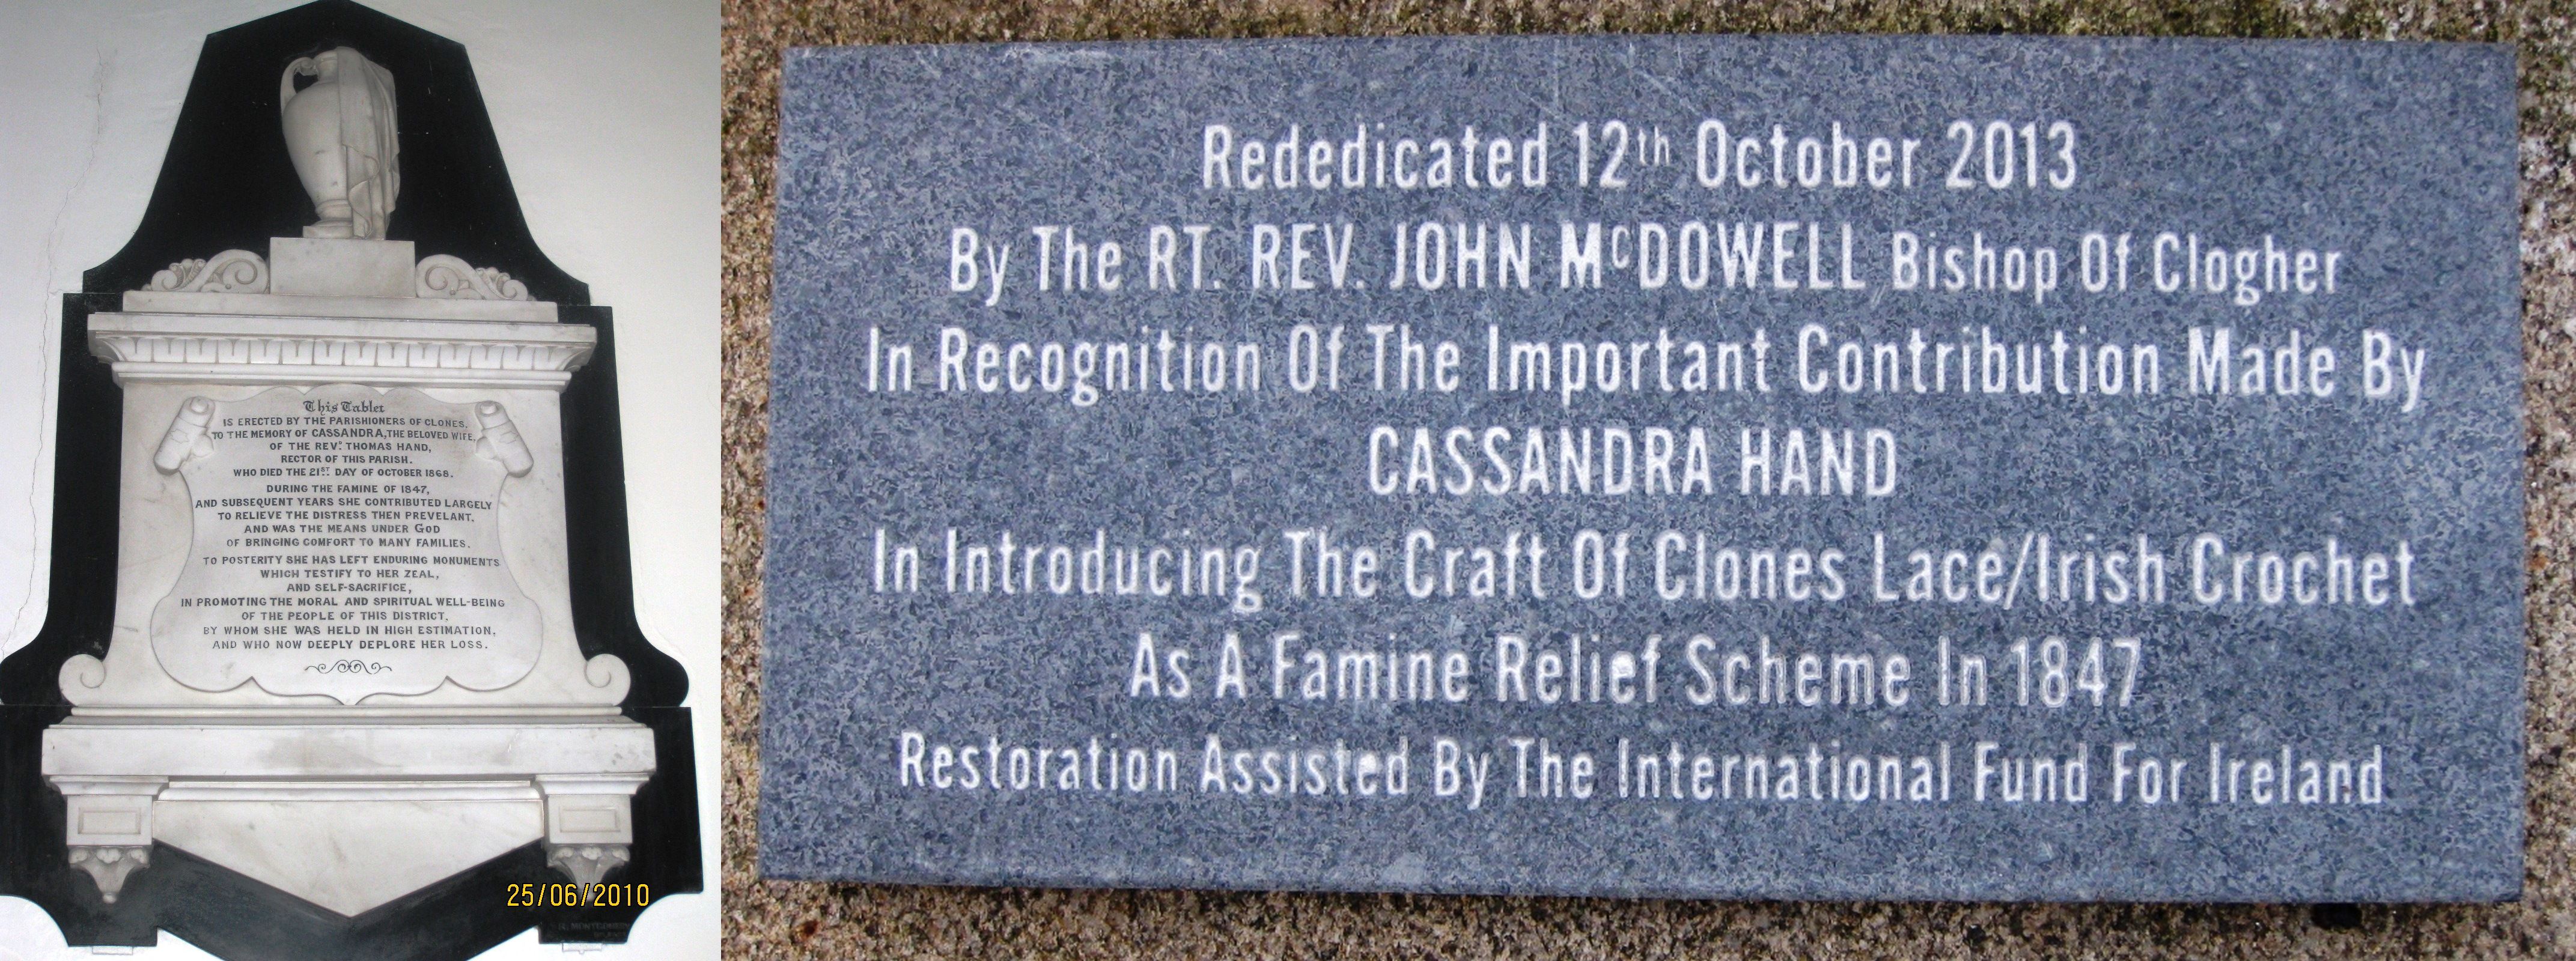 This Tablet
IS ERECTED BY THE PARISHIONERS OF CLONES,
TO THE MEMORY OF CASSANDRA, THE BELOVED WIFE,
OF THE REVD. THOMAS HAND,
RECTOR OF THIS PARISH.
WHO DIED THE 21ST. DAY OF OCTOBER 1868.
DURING THE FAMINE OF 1847,
AND SUBSEQUENT YEARS SHE CONTRIBUTED LARGELY
TO RELIEVE THE DISTRESS THEN PREVELANT,
AND WAS THE MEANS UNDER GOD
OF BRINGING COMFORT TO MANY FAMILIES.
TO POSTERITY SHE HAS LEFT ENDURING MONUMENTS
WHICH TESTIFY TO HER ZEAL,
AND SELF-SACRIFICE,
IN PROMOTING THE MORAL AND SPIRITUAL WELL-BEING
OF THE PEOPLE OF THIS DISTRICT,
BY WHOM SHE WAS HELD IN HIGH ESTIMATION,
AND WHO NOW DEEPLY DEPLORE HER LOSS.
25/06/2010
Rededicated 12th October 2013
By The RT. REV. JOHN McDOWELL Bishop Of Clogher
In Recognition Of The Important Contribution Made By
CASSANDRA HAND
In Introducing The Craft Of Clones Lace/Irish Crochet
As A Famine Relief Scheme In 1847
Restoration Assisted By The International Fund For Ireland